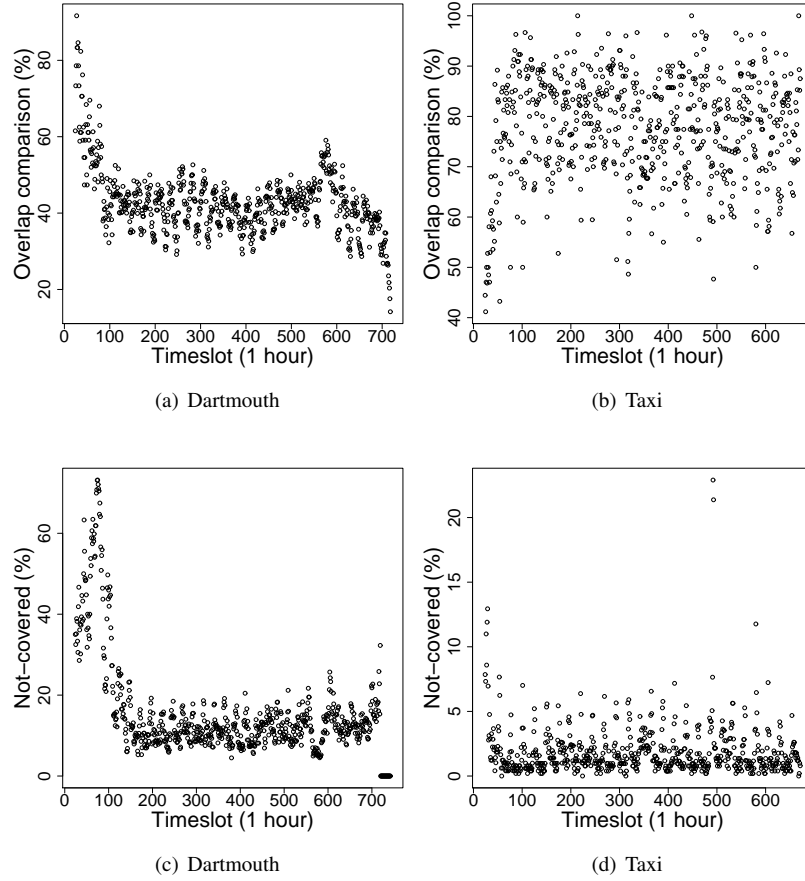 Overlap comparison (%)
20 40 60 80
0 100 200 300 400 500 600 700
Timeslot (1 hour)
(a) Dartmouth
Overlap comparison (%)
40 50 60 70 80 90 100
0 100 200 300 400 500 600
Timeslot (1 hour)
(b) Taxi
Not−covered (%)
0 20 40 60
0 100 200 300 400 500 600 700
Timeslot (1 hour)
(c) Dartmouth
Not−covered (%)
0 5 10 15 20
0 100 200 300 400 500 600
Timeslot (1 hour)
(d) Taxi